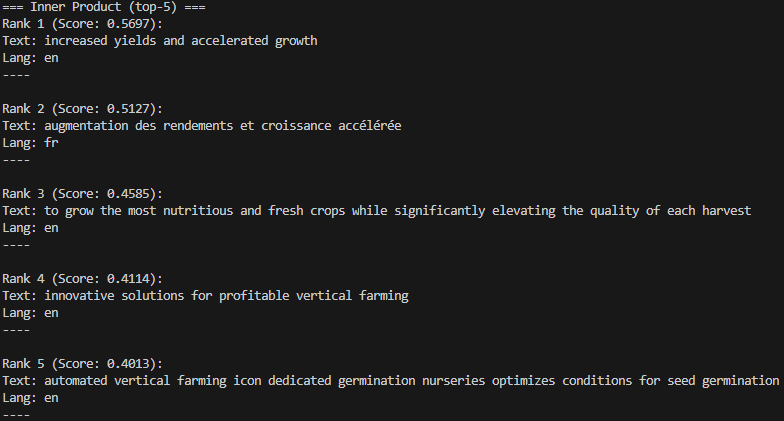 === Inner Product (top-5) ===
Rank 1 (Score: 0.5697):
Text: increased yields and accelerated growth
Lang: en
----
Rank 2 (Score: 0.5127):
Text: augmentation des rendements et croissance accélérée
Lang: fr
----
Rank 3 (Score: 0.4585):
Text: to grow the most nutritious and fresh crops while significantly elevating the quality of each harvest
Lang: en
----
Rank 4 (Score: 0.4114):
Text: innovative solutions for profitable vertical farming
Lang: en
----
Rank 5 (Score: 0.4013):
Text: automated vertical farming icon dedicated germination nurseries optimizes conditions for seed germination
Lang: en
----